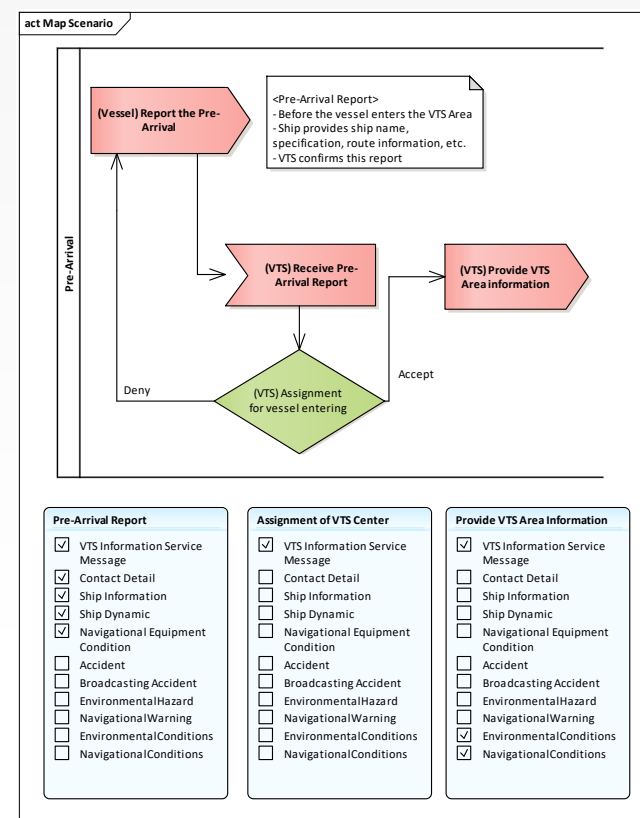 act Map Scenario
Pre-Arrival
(Vessel) Report the Pre-
Arrival
<Pre-Arrival Report>
- Before the vessel enters the VTS Area
- Ship provides ship name,
specification, route information, etc.
- VTS confirms this report
(VTS) Receive Pre-
Arrival Report
(VTS) Provide VTS
Area information
Deny
(VTS) Assignment
for vessel entering
Accept
Pre-Arrival Report
VTS Information Service
Message
Contact Detail
Ship Information
Ship Dynamic
Navigational Equipment
Condition
Accident
Broadcasting Accident
EnvironmentalHazard
NavigationalWarning
EnvironmentalConditions
NavigationalConditions
Assignment of VTS Center
VTS Information Service
Message
Contact Detail
Ship Information
Ship Dynamic
Navigational Equipment
Condition
Accident
Broadcasting Accident
EnvironmentalHazard
NavigationalWarning
EnvironmentalConditions
NavigationalConditions
Provide VTS Area Information
VTS Information Service
Message
Contact Detail
Ship Information
Ship Dynamic
Navigational Equipment
Condition
Accident
Broadcasting Accident
EnvironmentalHazard
NavigationalWarning
EnvironmentalConditions
NavigationalConditions